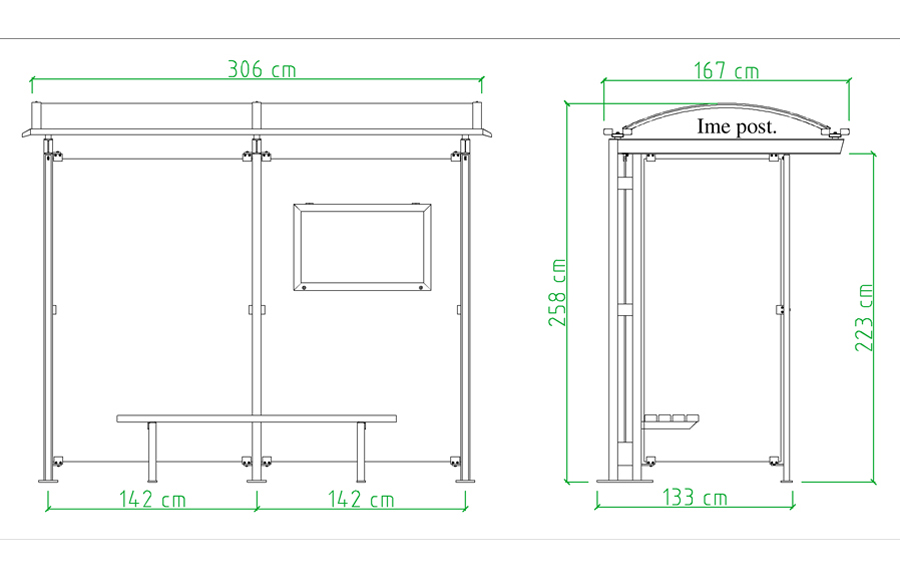 306 cm
167 cm
Ime post.
258 cm
223 cm
142 cm
142 cm
133 cm